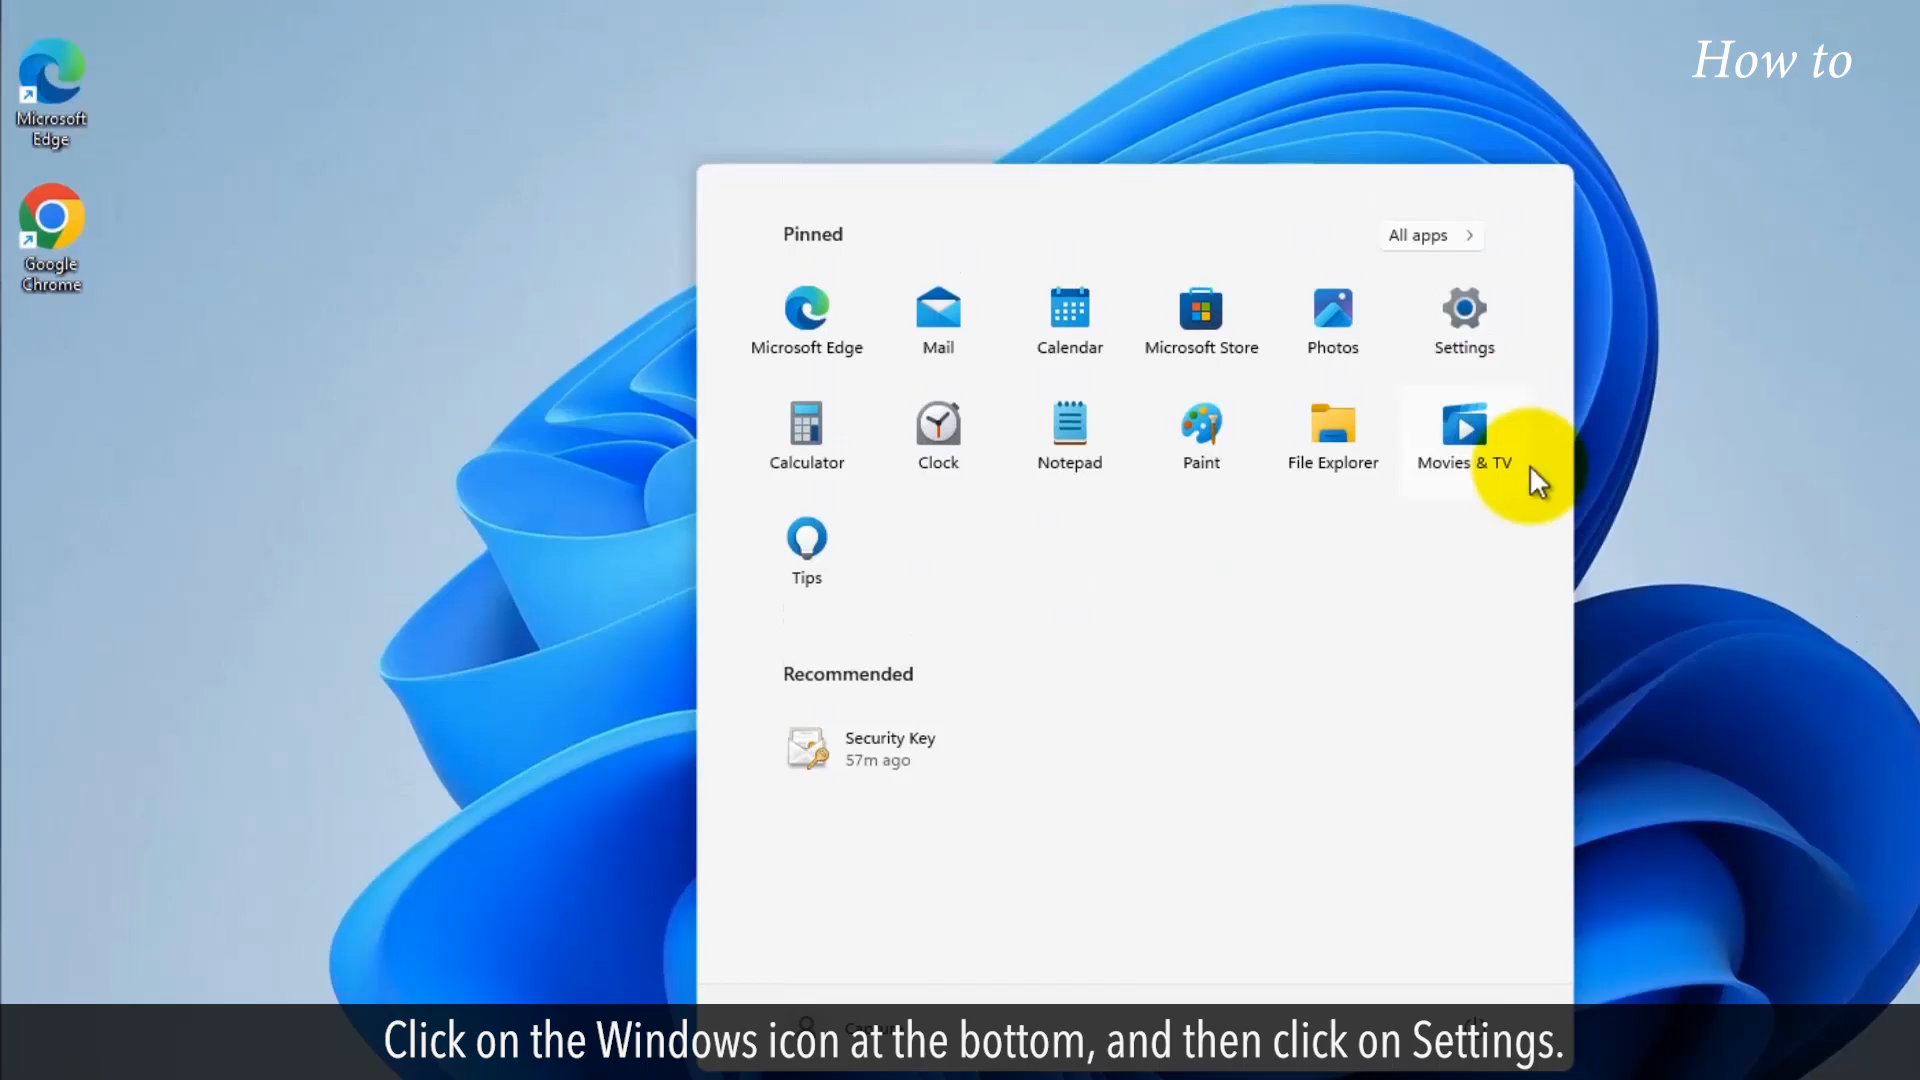 How to
Microsoft
Edge
Google
Chrome
Pinned
All apps
Microsoft Edge
Mail
Calendar
Microsoft Store
Photos
Settings
Calculator
Clock
Notepad
Paint
File Explorer
Movies & TV
Tips
Recommended
Security Key
57m ago
Click on the Windows icon at the bottom, and then click on Settings.